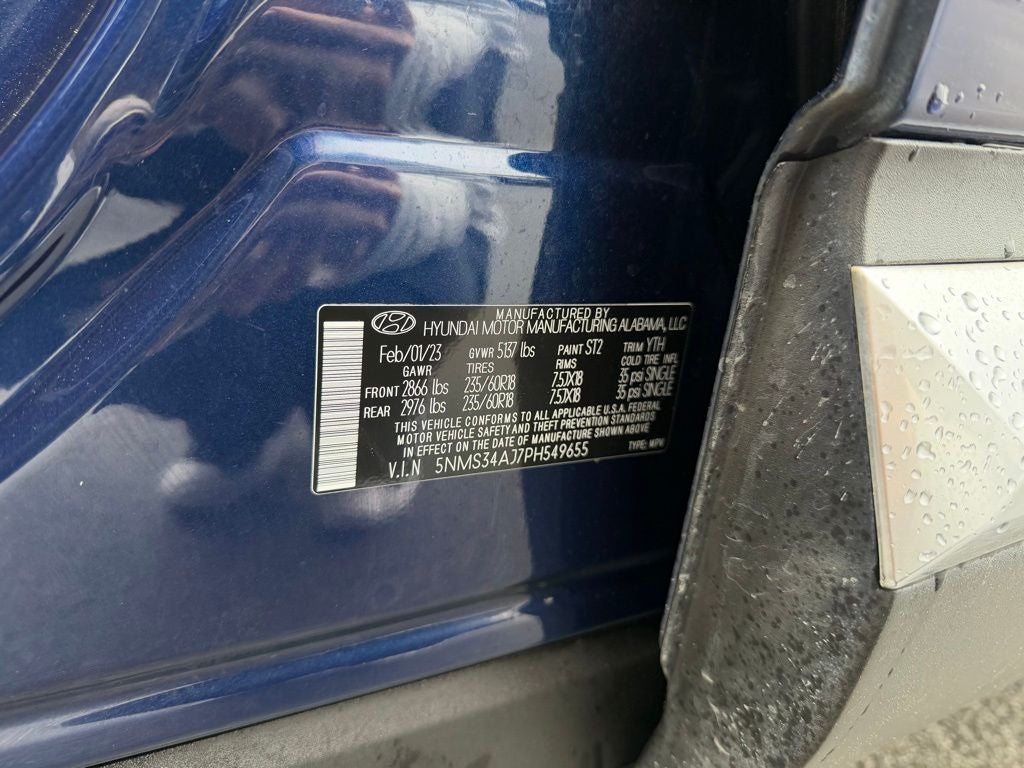 MANUFACTURED BY
HYUNDAI MOTOR MANUFACTURING ALABAMA, LLC
Feb/01/23 GVWR 5137 lbs PAINT ST2 TRIM YTH
GAWR TIRES RIMS COLD TIRE INFL
FRONT 2866 lbs 235/60R18 7.5JX18 35 psi SINGLE
REAR 2976 lbs 235/60R18 7.5JX18 35 psi SINGLE
THIS VEHICLE CONFORMS TO ALL APPLICABLE U.S.A. FEDERAL
MOTOR VEHICLE SAFETY AND THEFT PREVENTION STANDARDS
IN EFFECT ON THE DATE OF MANUFACTURE SHOWN ABOVE
V.I.N 5NMS34AJ7PH549655 TYPE: MPV